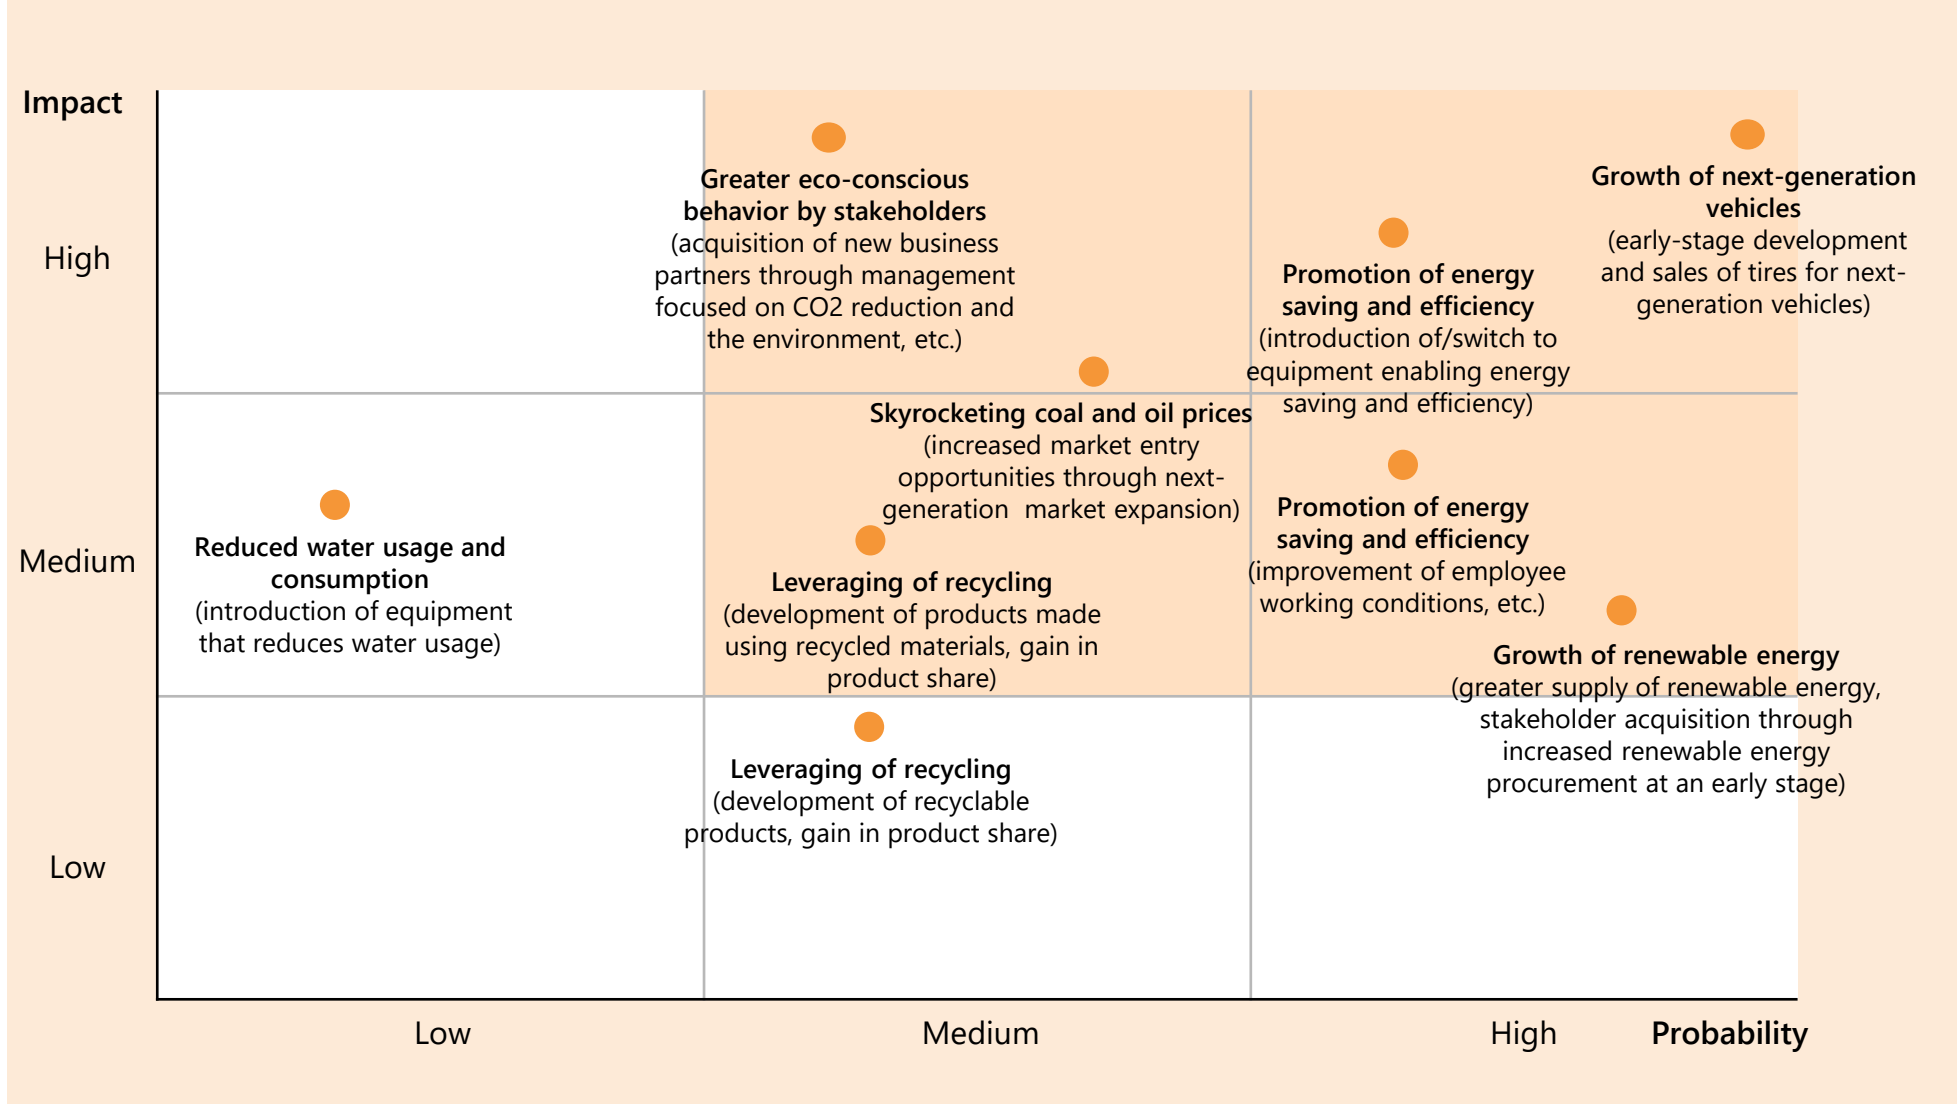 Impact
High
Medium
Low
Greater eco-conscious
behavior by stakeholders
(acquisition of new business
partners through management
focused on CO2 reduction and
the environment, etc.)
Growth of next-generation
vehicles
(early-stage development
and sales of tires for next-
generation vehicles)
Promotion of energy
saving and efficiency
(introduction of/switch to
equipment enabling energy
saving and efficiency)
Skyrocketing coal and oil prices
(increased market entry
opportunities through next-
generation  market expansion)
Reduced water usage and
consumption
(introduction of equipment
that reduces water usage)
Leveraging of recycling
(development of products made
using recycled materials, gain in
product share)
Promotion of energy
saving and efficiency
(improvement of employee
working conditions, etc.)
Growth of renewable energy
(greater supply of renewable energy,
stakeholder acquisition through
increased renewable energy
procurement at an early stage)
Leveraging of recycling
(development of recyclable
products, gain in product share)
Low
Medium
High
Probability